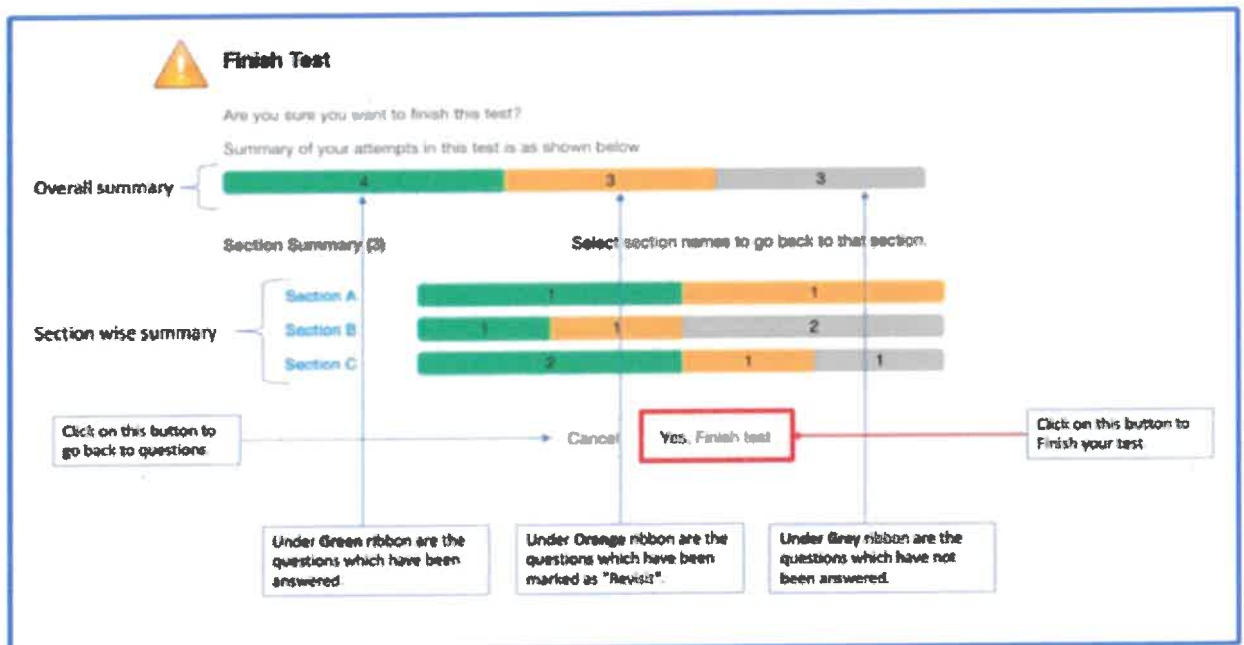 Finish Test
Are you sure you want to finish this test?
Summary of your attempts in this test is as shown below
Overall summary
4 3 3
Section Summary (3) Select section names to go back to that section.
Section wise summary
Section A 1 1
Section B 1 1 2
Section C 2 1 1
Click on this button to
go back to questions
Cancel
Yes, Finish test
Click on this button to
Finish your test
Under Green ribbon are the
questions which have been
answered.
Under Orange ribbon are the
questions which have been
marked as "Revisit".
Under Grey ribbon are the
questions which have not
been answered.